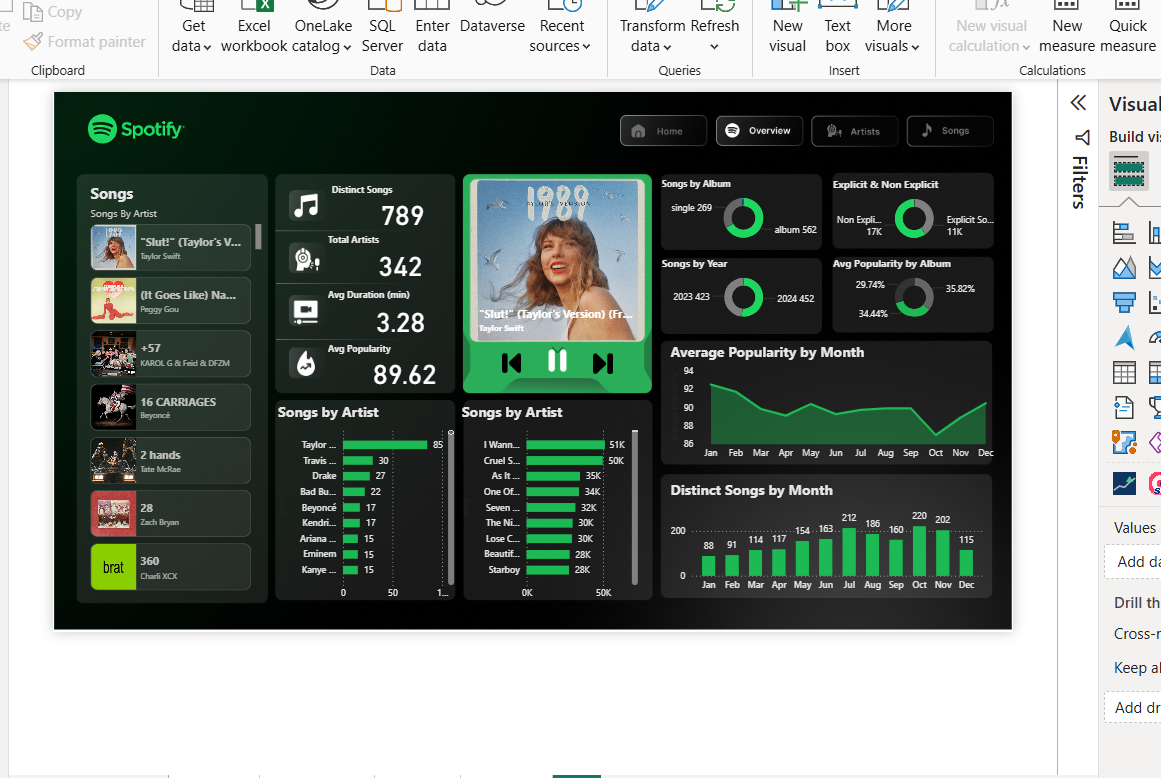 Copy
Format painter
Clipboard
Get data
Excel workbook
OneLake catalog
SQL Server
Enter data
Dataverse
Recent sources
Data
Transform data
Refresh
Queries
New visual
Text box
More visuals
Insert
New visual calculation
New measure
Quick measure
Calculations
Spotify
Home
Overview
Artists
Songs
Songs
Songs By Artist
"Slut!" (Taylor's V...
Taylor Swift
(It Goes Like) Na...
Peggy Gou
+57
KAROL G & Feid & DFZM
16 CARRIAGES
Beyoncé
2 hands
Tate McRae
28
Zach Bryan
brat
360
Charli XCX
Distinct Songs
789
Total Artists
342
Avg Duration (min)
3.28
Avg Popularity
89.62
1989
TAYLOR'S VERSION
"Slut!" (Taylor's Version) (Fr...
Taylor Swift
Songs by Album
single 269
album 562
Explicit & Non Explicit
Non Expli... 17K
Explicit So... 11K
Songs by Year
2023 423
2024 452
Avg Popularity by Album
29.74%
35.82%
34.44%
Songs by Artist
Taylor ... 85
Travis ... 30
Drake 27
Bad Bu... 22
Beyoncé 17
Kendri... 17
Ariana ... 15
Eminem 15
Kanye ... 15
0 50 1...
Songs by Artist
I Wann... 51K
Cruel S... 50K
As It ... 35K
One Of... 34K
Seven ... 32K
The Ni... 30K
Lose C... 30K
Beautif... 28K
Starboy 28K
0K 50K
Average Popularity by Month
94
92
90
88
86
Jan Feb Mar Apr May Jun Jul Aug Sep Oct Nov Dec
Distinct Songs by Month
200
0
88 91 114 117 154 163 212 186 160 220 202 115
Jan Feb Mar Apr May Jun Jul Aug Sep Oct Nov Dec
Filters
Visual
Build vis
Values
Add da
Drill th
Cross-r
Keep al
Add dr